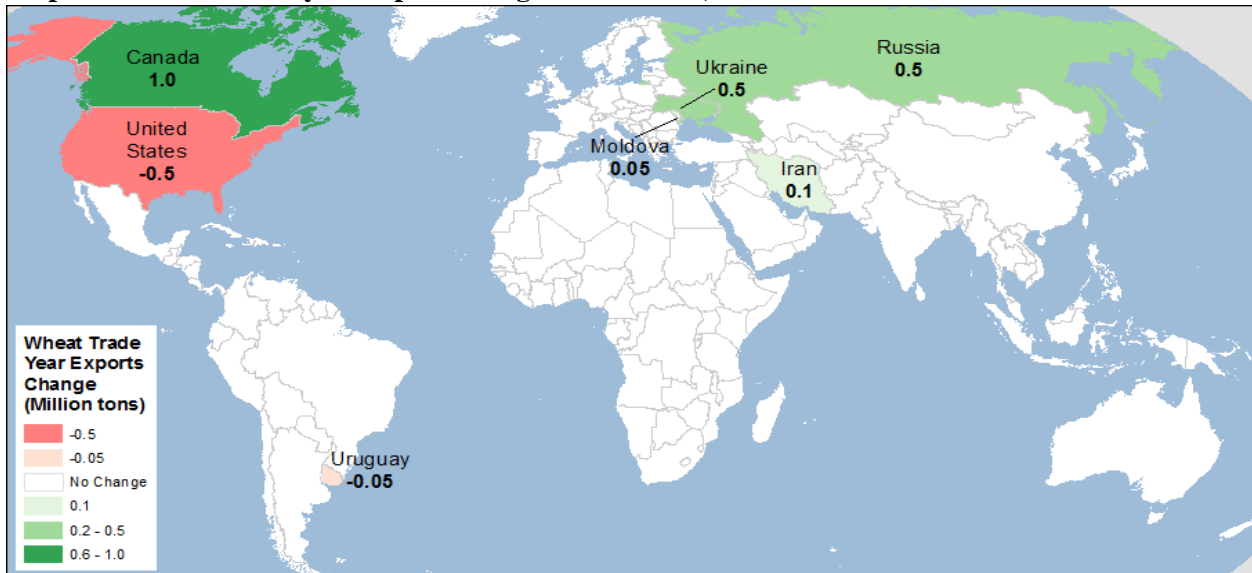 Canada
1.0
United
States
-0.5
Russia
0.5
Ukraine
0.5
Moldova
0.05
Iran
0.1
Uruguay
-0.05
Wheat Trade
Year Exports
Change
(Million tons)
-0.5
-0.05
No Change
0.1
0.2 - 0.5
0.6 - 1.0